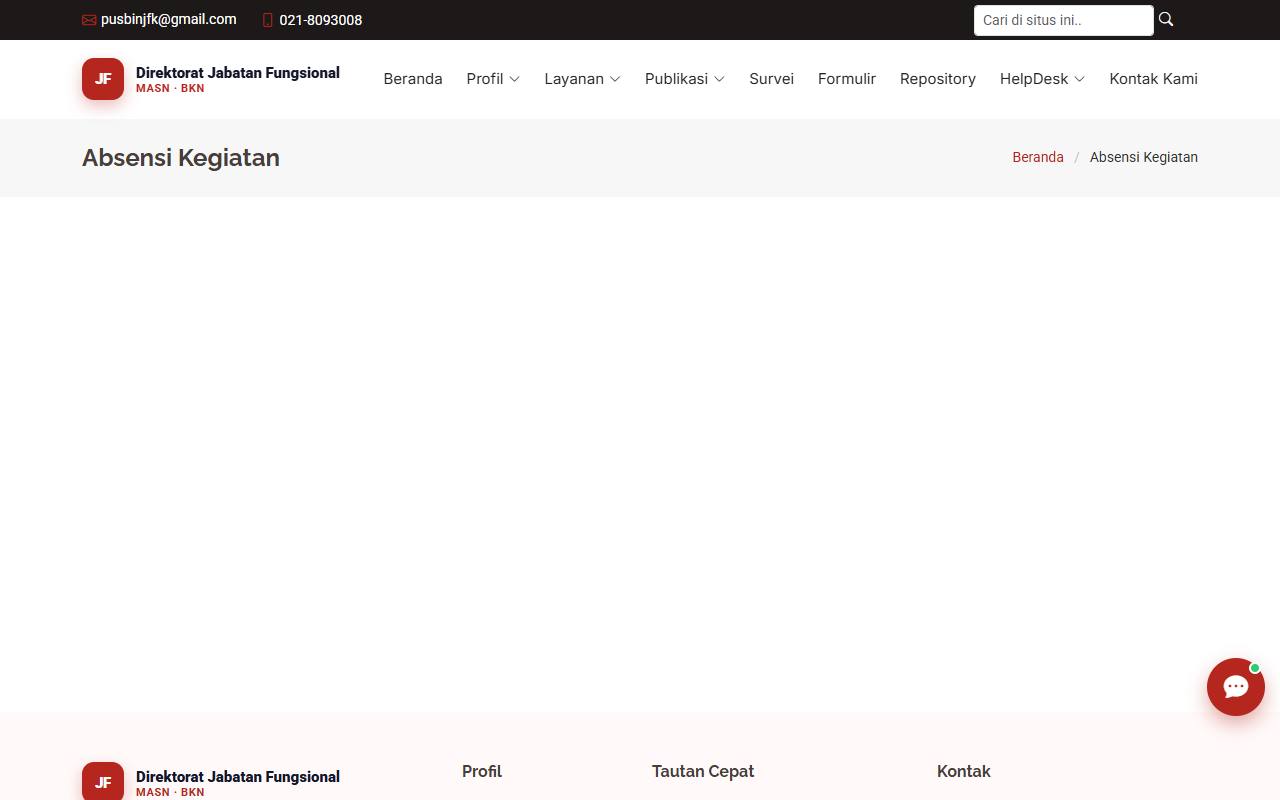 pusbinjfk@gmail.com
021-8093008
Cari di situs ini..
JF
Direktorat Jabatan Fungsional
MASN · BKN
Beranda
Profil
Layanan
Publikasi
Survei
Formulir
Repository
HelpDesk
Kontak Kami
Absensi Kegiatan
Beranda / Absensi Kegiatan
JF
Direktorat Jabatan Fungsional
MASN · BKN
Profil
Tautan Cepat
Kontak